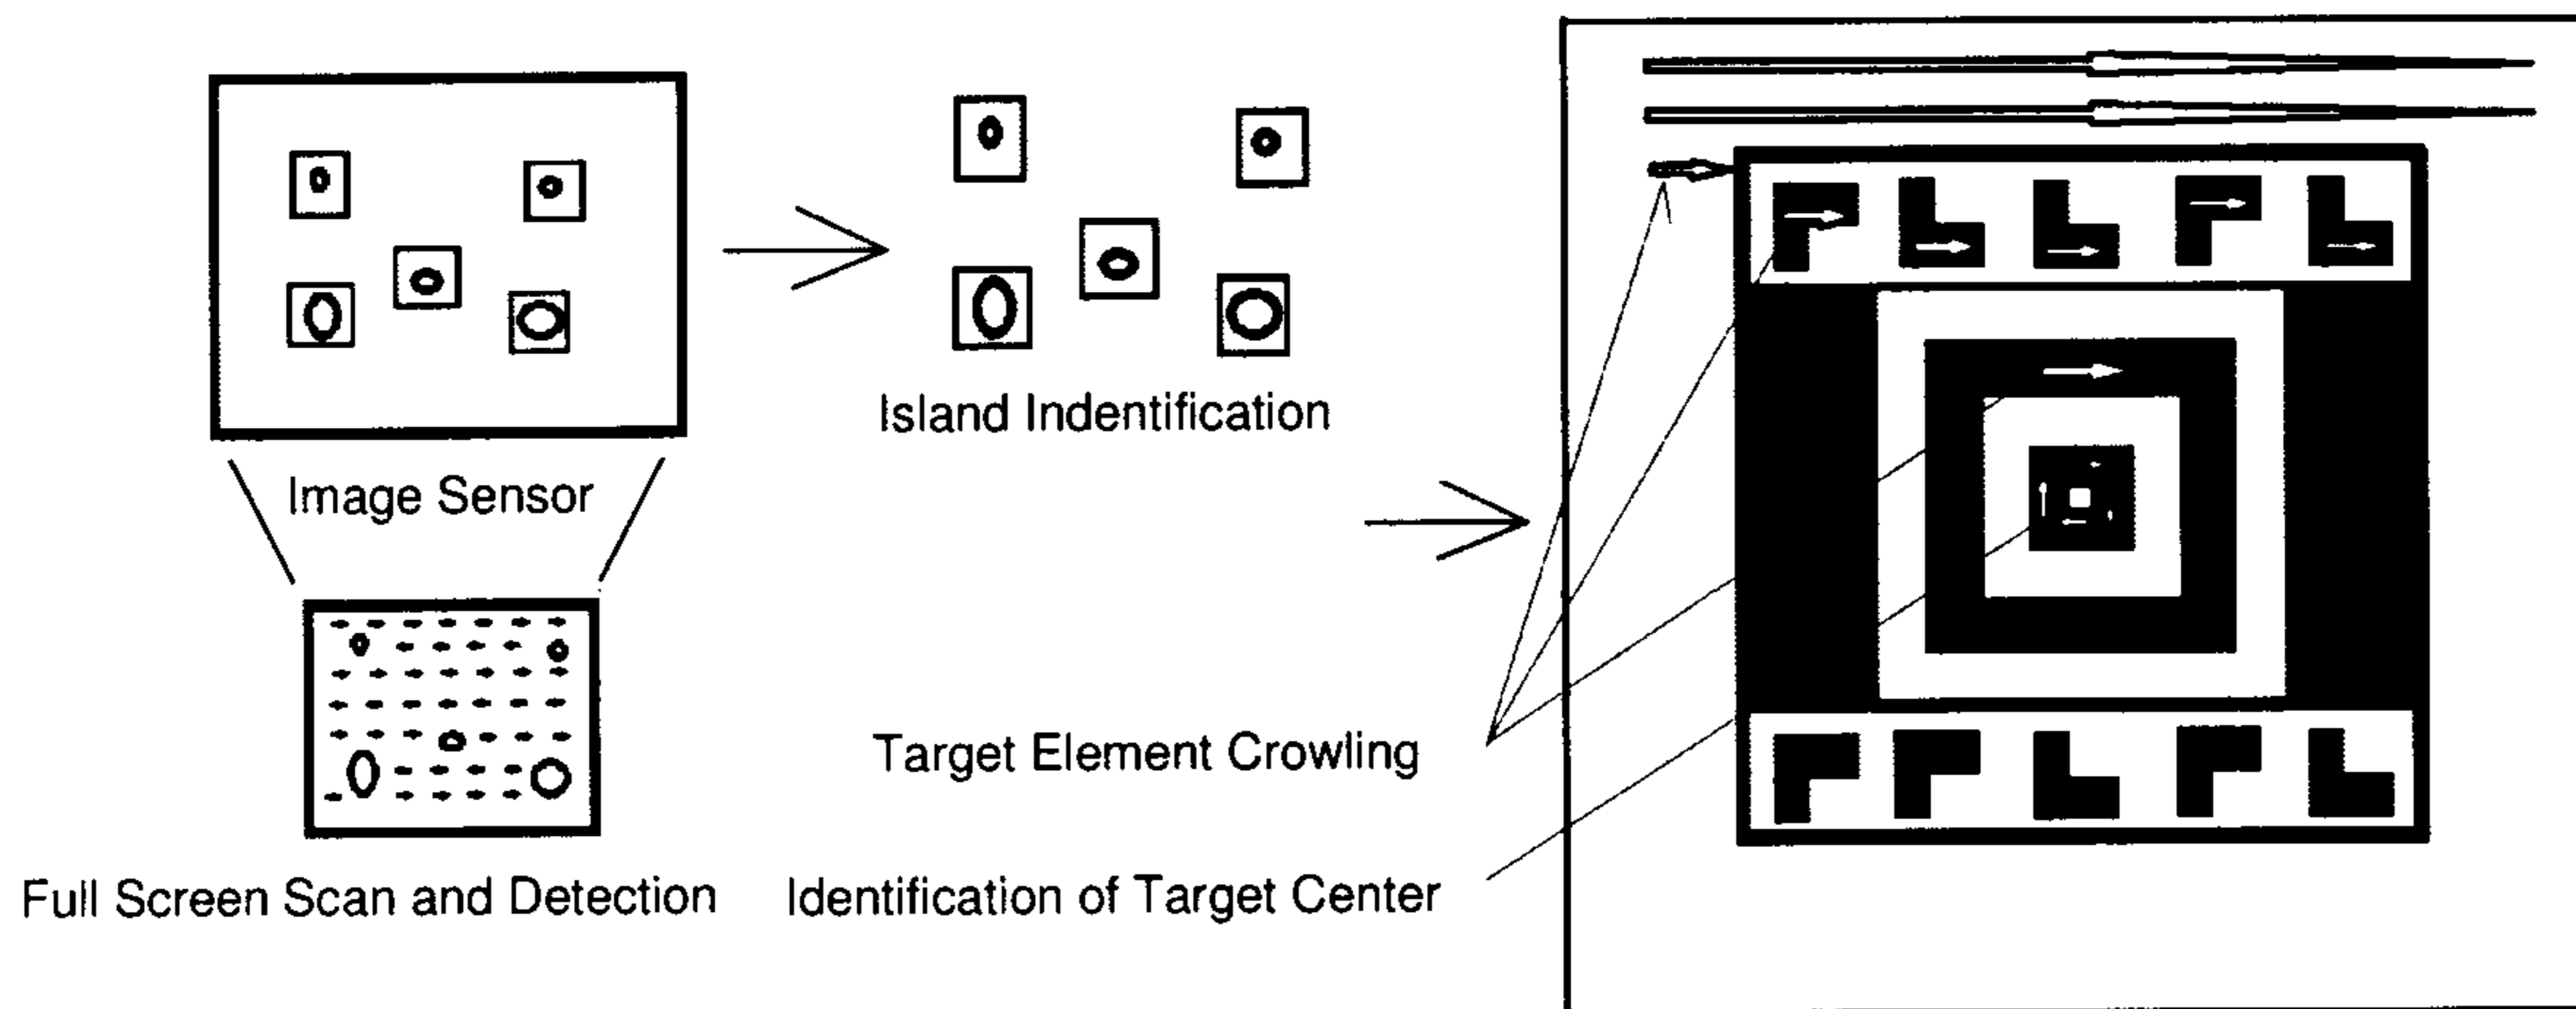 Image Sensor
Full Screen Scan and Detection
Island Indentification
Target Element Crowling
Identification of Target Center